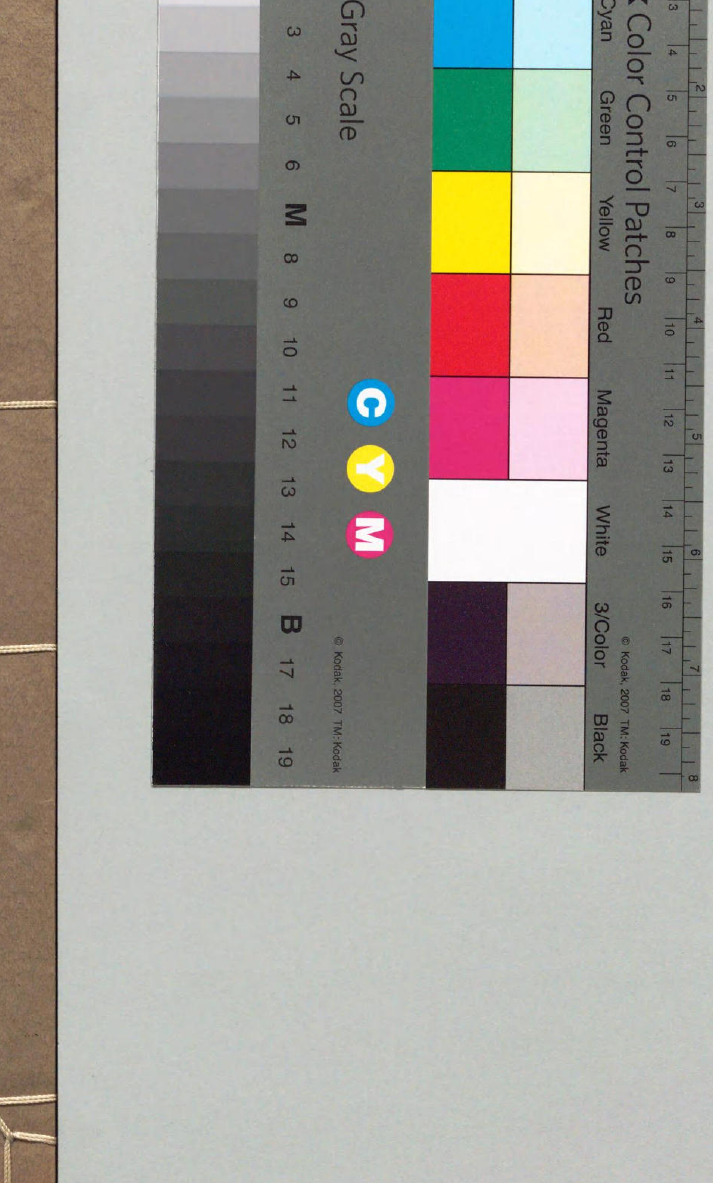 3 4 5 6 7 8 9 10 11 12 13 14 15 16 17 18 19
2 3 4 5 6 7 8
Color Control Patches
© Kodak, 2007 TM: Kodak
Cyan Green Yellow Red Magenta White 3/Color Black
Gray Scale
C Y M
© Kodak, 2007 TM: Kodak
3 4 5 6 M 8 9 10 11 12 13 14 15 B 17 18 19